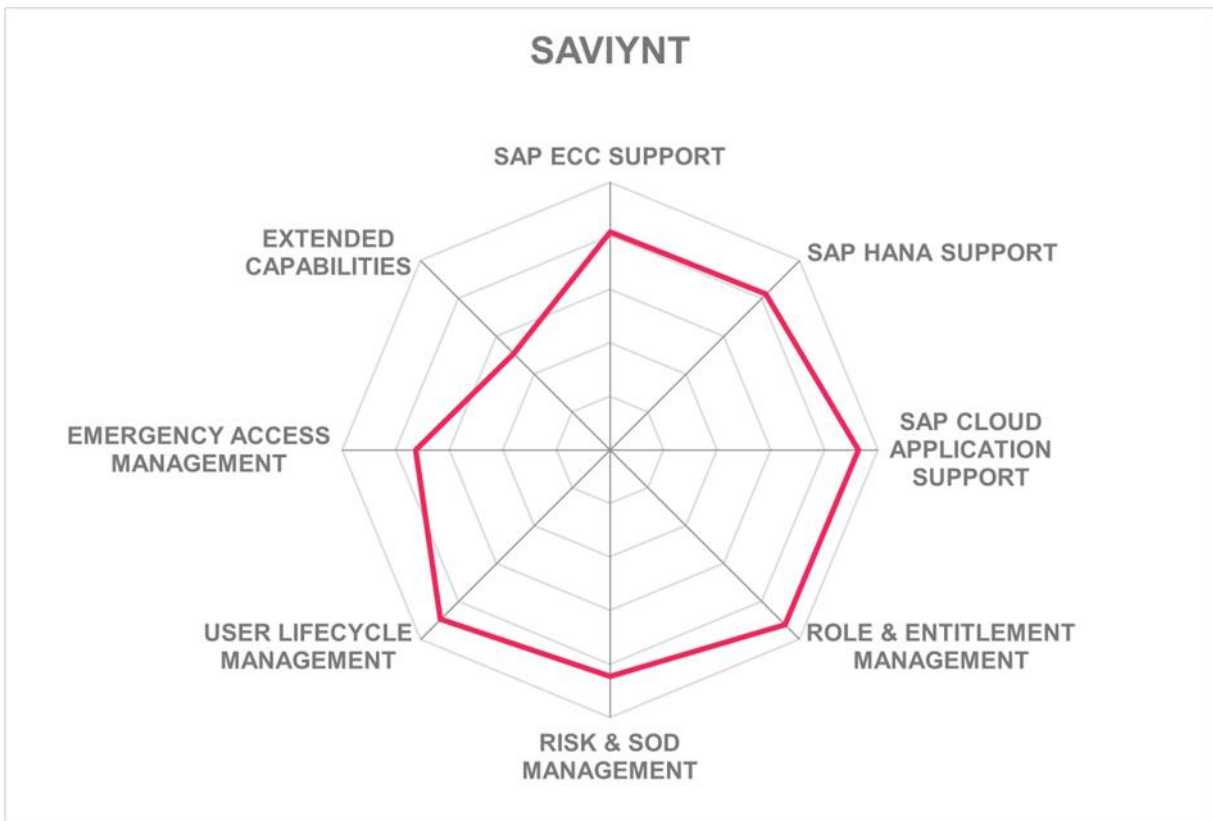 SAVIYNT
SAP ECC SUPPORT
EXTENDED
CAPABILITIES
SAP HANA SUPPORT
EMERGENCY ACCESS
MANAGEMENT
SAP CLOUD
APPLICATION
SUPPORT
USER LIFECYCLE
MANAGEMENT
ROLE & ENTITLEMENT
MANAGEMENT
RISK & SOD
MANAGEMENT